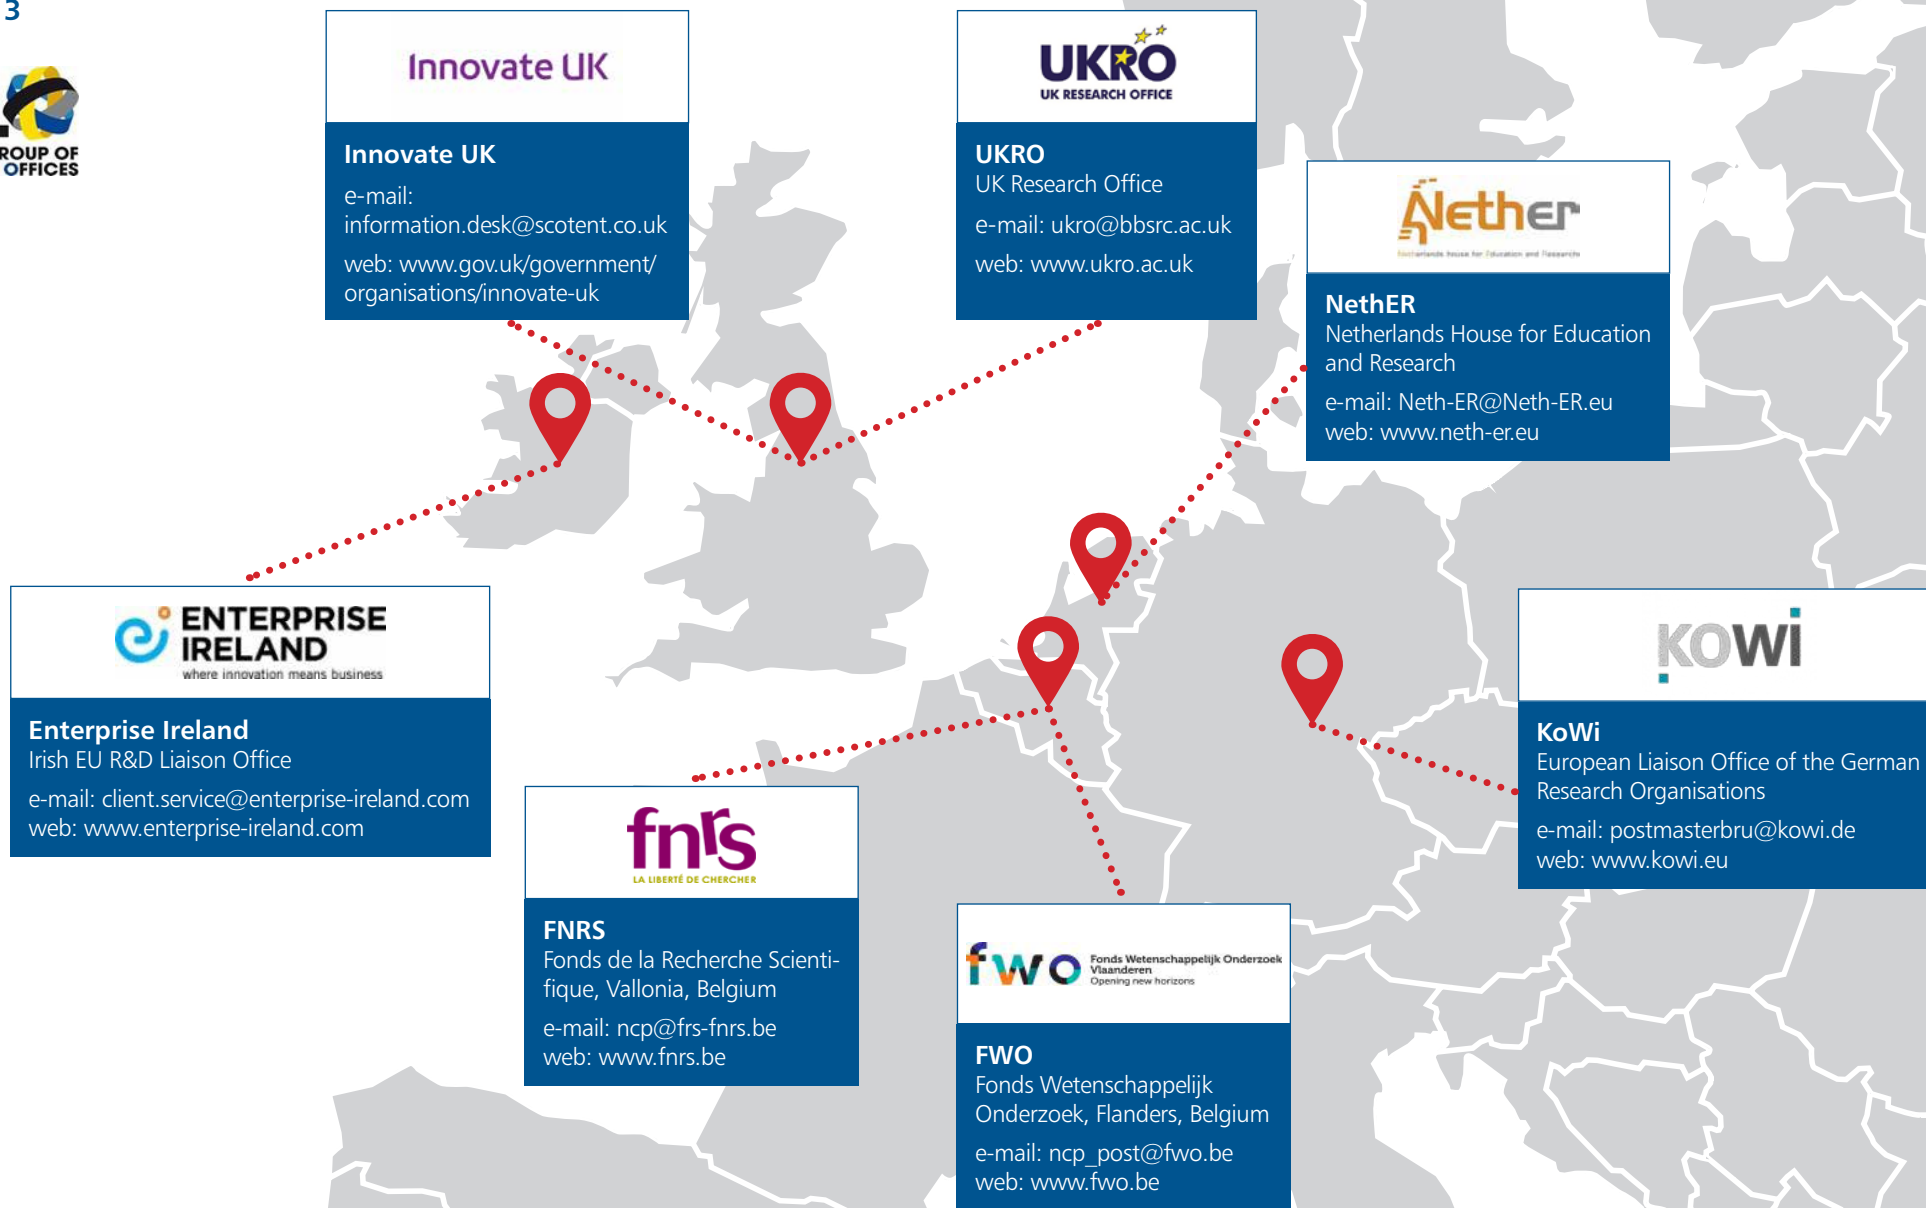 3
ROUP OF
OFFICES
Innovate UK
Innovate UK
e-mail:
information.desk@scotent.co.uk
web: www.gov.uk/government/
organisations/innovate-uk
UKRO
UK RESEARCH OFFICE
UKRO
UK Research Office
e-mail: ukro@bbsrc.ac.uk
web: www.ukro.ac.uk
Nether
Netherlands house for Education and Research
NethER
Netherlands House for Education
and Research
e-mail: Neth-ER@Neth-ER.eu
web: www.neth-er.eu
ENTERPRISE
IRELAND
where innovation means business
Enterprise Ireland
Irish EU R&D Liaison Office
e-mail: client.service@enterprise-ireland.com
web: www.enterprise-ireland.com
fnrs
LA LIBERTÉ DE CHERCHER
FNRS
Fonds de la Recherche Scienti-
fique, Vallonia, Belgium
e-mail: ncp@frs-fnrs.be
web: www.fnrs.be
fwo
Fonds Wetenschappelijk Onderzoek
Vlaanderen
Opening new horizons
FWO
Fonds Wetenschappelijk
Onderzoek, Flanders, Belgium
e-mail: ncp_post@fwo.be
web: www.fwo.be
KOWi
KoWi
European Liaison Office of the German
Research Organisations
e-mail: postmasterbru@kowi.de
web: www.kowi.eu